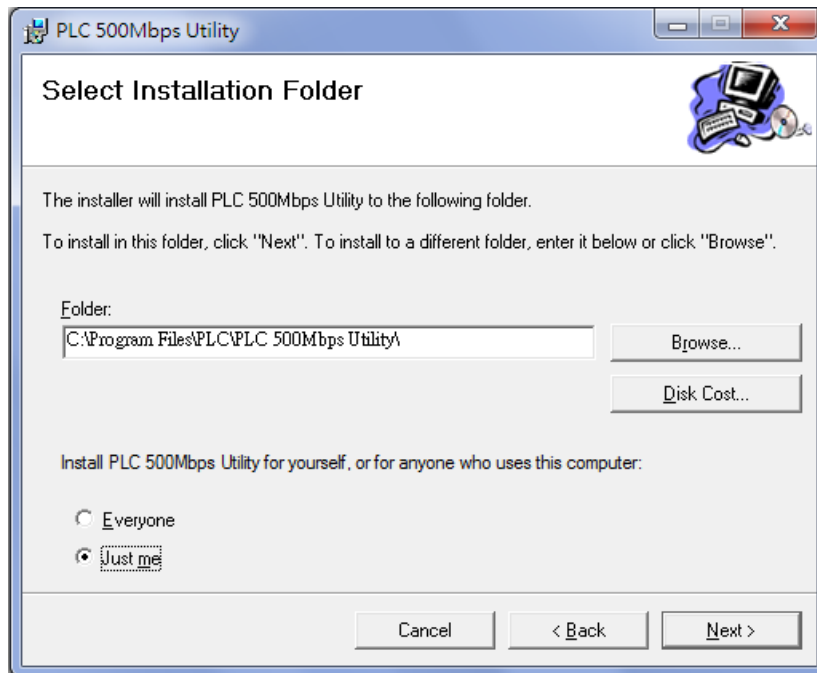 PLC 500Mbps Utility
Select Installation Folder
The installer will install PLC 500Mbps Utility to the following folder.
To install in this folder, click "Next". To install to a different folder, enter it below or click "Browse".
Folder:
C:\Program Files\PLC\PLC 500Mbps Utility\
Browse...
Disk Cost...
Install PLC 500Mbps Utility for yourself, or for anyone who uses this computer:
Everyone
Just me
Cancel
< Back
Next >